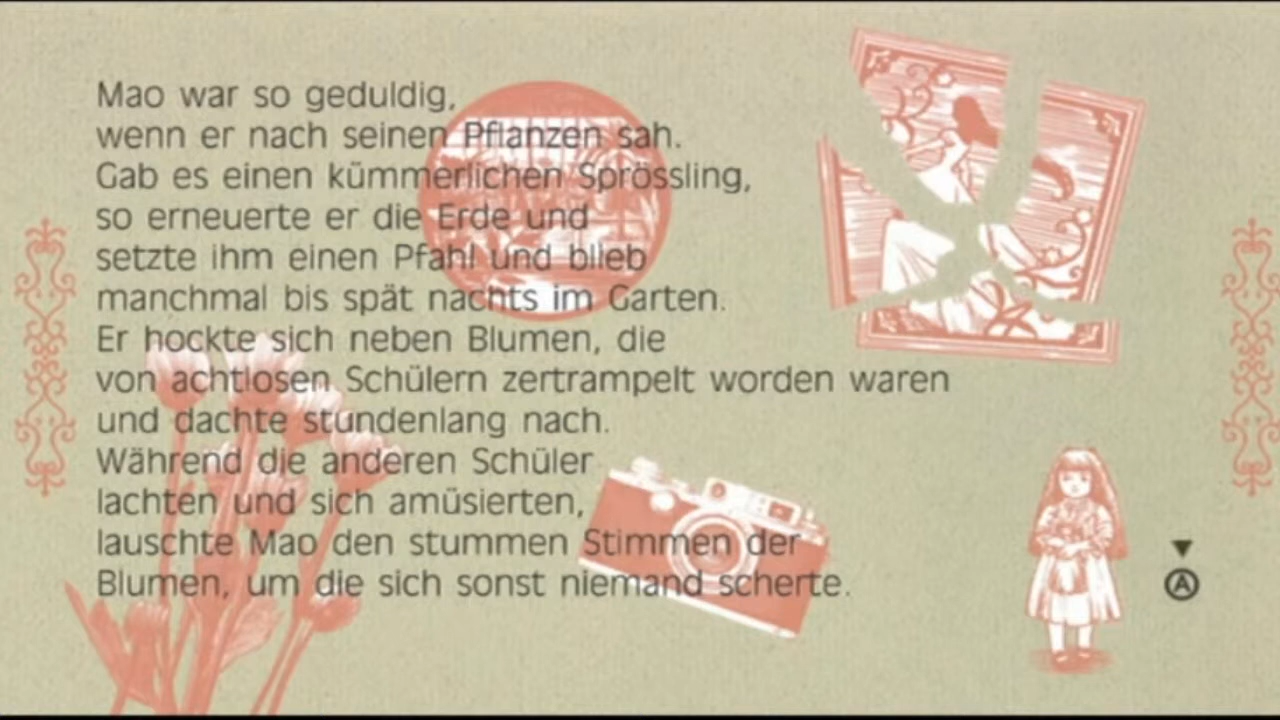 Mao war so geduldig,
wenn er nach seinen Pflanzen sah.
Gab es einen kümmerlichen Sprössling,
so erneuerte er die Erde und
setzte ihm einen Pfahl und blieb
manchmal bis spät nachts im Garten.
Er hockte sich neben Blumen, die
von achtlosen Schülern zertrampelt worden waren
und dachte stundenlang nach.
Während die anderen Schüler
lachten und sich amüsierten,
lauschte Mao den stummen Stimmen der
Blumen, um die sich sonst niemand scherte.
A